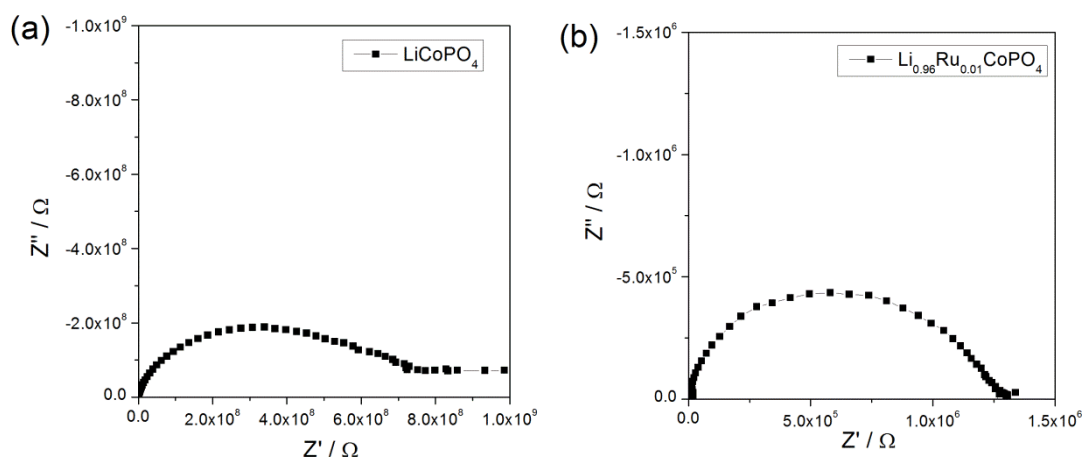 (a)
LiCoPO₄
-1.0x10⁹
-8.0x10⁸
-6.0x10⁸
-4.0x10⁸
-2.0x10⁸
0.0
Z'' / Ω
0.0 2.0x10⁸ 4.0x10⁸ 6.0x10⁸ 8.0x10⁸ 1.0x10⁹
Z' / Ω
(b)
Li₀.₉₆Ru₀.₀₁CoPO₄
-1.5x10⁶
-1.0x10⁶
-5.0x10⁵
0.0
Z'' / Ω
0.0 5.0x10⁵ 1.0x10⁶ 1.5x10⁶
Z' / Ω